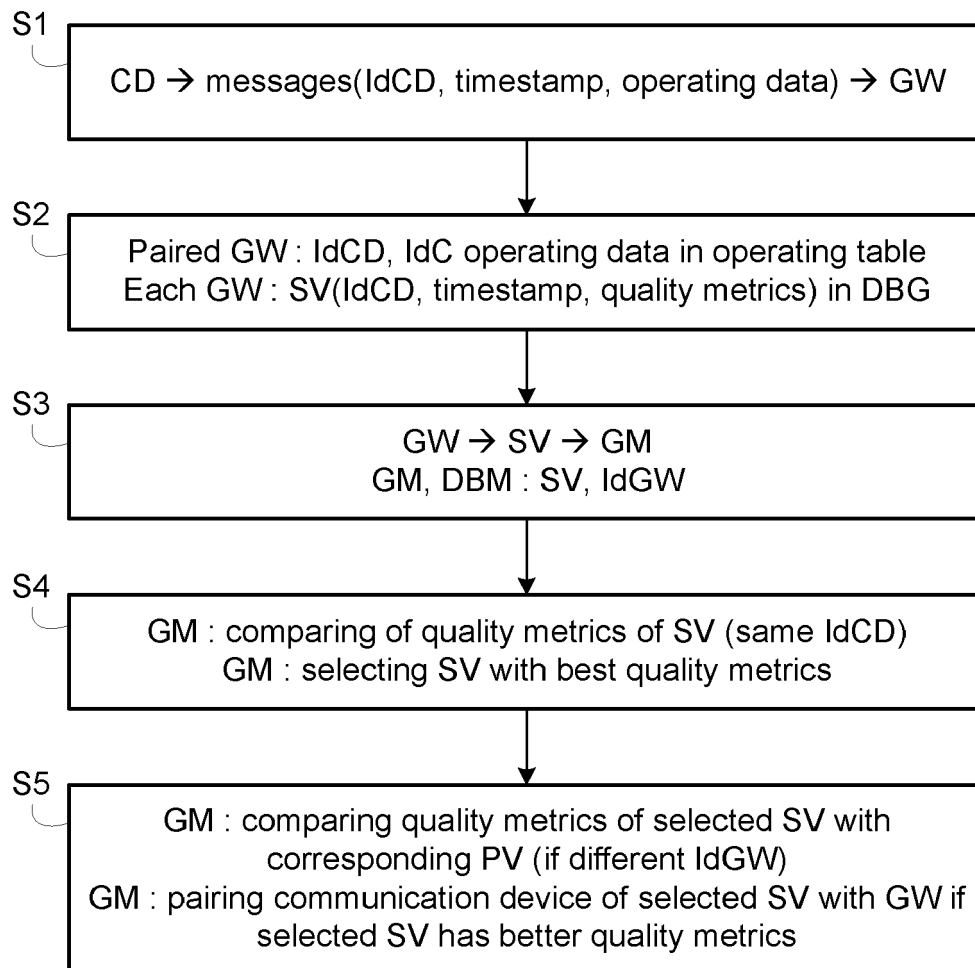 S1
CD → messages(IdCD, timestamp, operating data) → GW
S2
Paired GW : IdCD, IdC operating data in operating table
Each GW : SV(IdCD, timestamp, quality metrics) in DBG
S3
GW → SV → GM
GM, DBM : SV, IdGW
S4
GM : comparing of quality metrics of SV (same IdCD)
GM : selecting SV with best quality metrics
S5
GM : comparing quality metrics of selected SV with
corresponding PV (if different IdGW)
GM : pairing communication device of selected SV with GW if
selected SV has better quality metrics